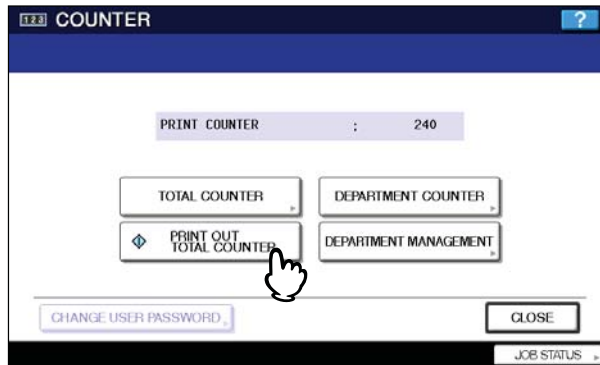 123 COUNTER ?
PRINT COUNTER : 240
TOTAL COUNTER DEPARTMENT COUNTER
PRINT OUT
TOTAL COUNTER DEPARTMENT MANAGEMENT
CHANGE USER PASSWORD CLOSE
JOB STATUS